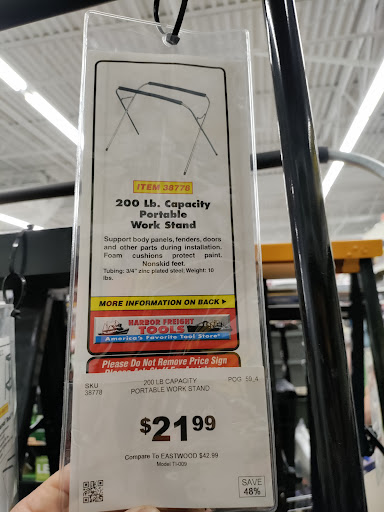 ITEM 38778
200 Lb. Capacity
Portable
Work Stand
Support body panels, fenders, doors
and other parts during installation.
Foam cushions protect paint.
Nonskid feet.
Tubing: 3/4" zinc plated steel; Weight: 10
lbs.
MORE INFORMATION ON BACK
HARBOR FREIGHT
TOOLS
America's Favorite Tool Store
Please Do Not Remove Price Sign
SKU
38778
200 LB CAPACITY
PORTABLE WORK STAND
POG
$21.99
Compare To EASTWOOD $42.99
Model
SAVE
48%